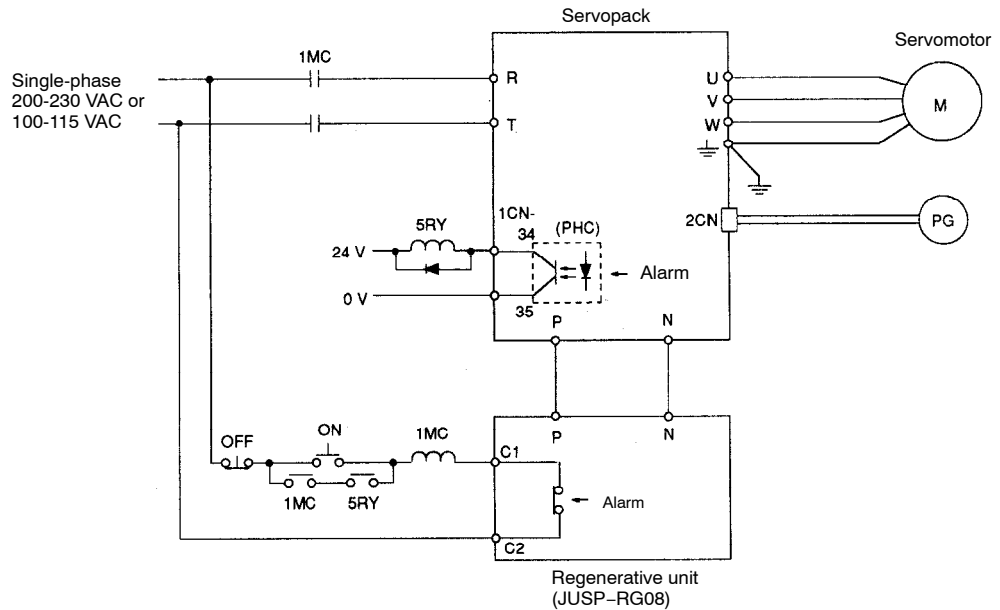 Servopack
Servomotor
Single-phase
200-230 VAC or
100-115 VAC
1MC
R
T
U
V
W
M
2CN
PG
5RY
24 V
0 V
1CN-
34
(PHC)
Alarm
35
P
N
P
N
OFF
ON
1MC
C1
1MC
5RY
Alarm
C2
Regenerative unit
(JUSP−RG08)